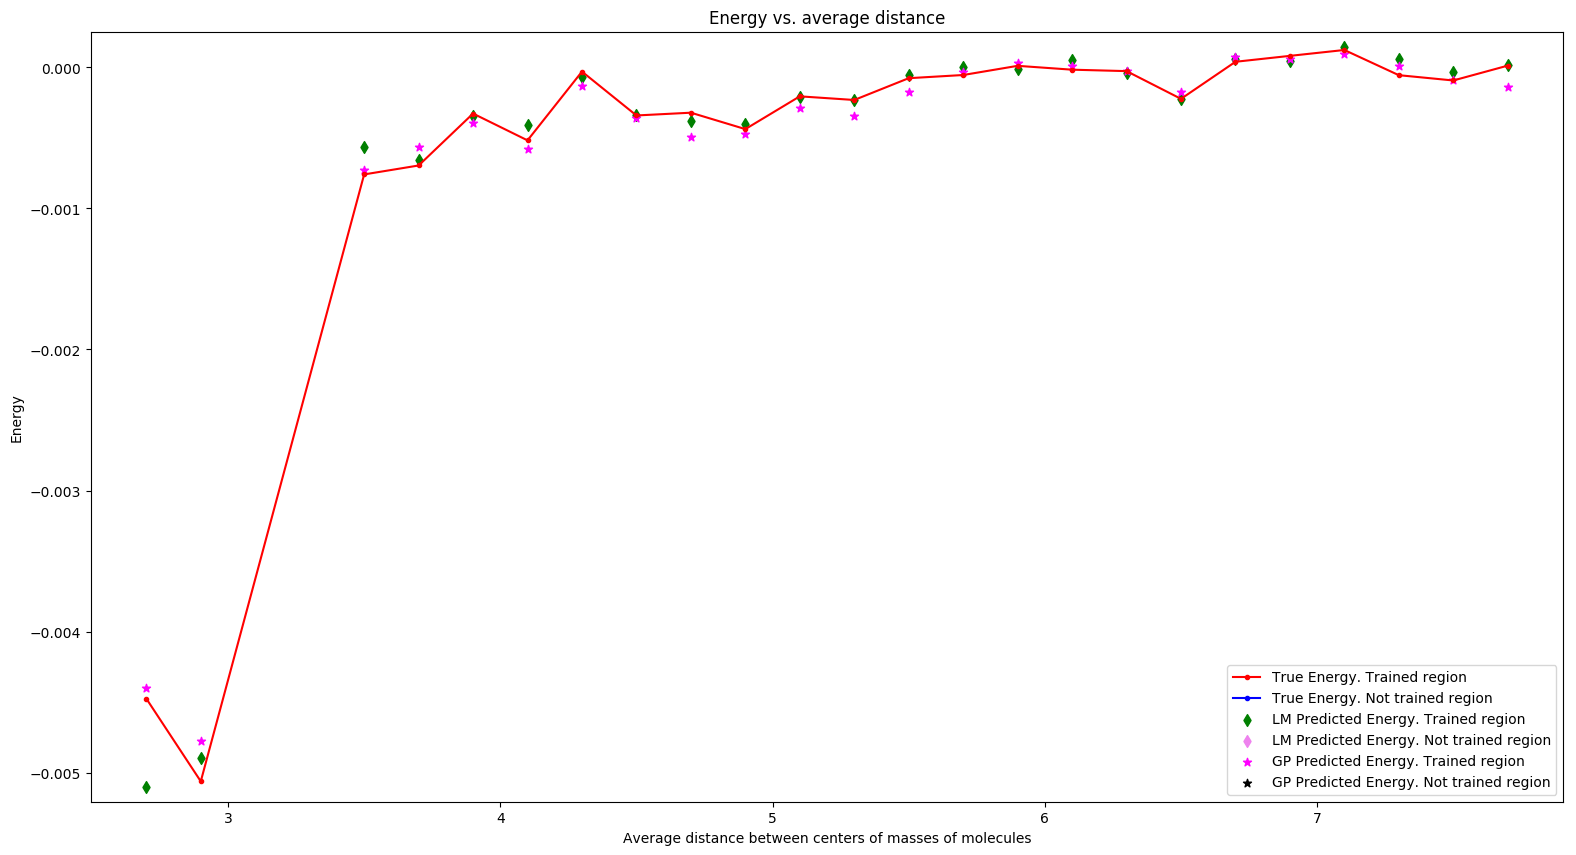 Energy vs. average distance
0.000
−0.001
−0.002
−0.003
−0.004
−0.005
Energy
3
4
5
6
7
Average distance between centers of masses of molecules
True Energy. Trained region
True Energy. Not trained region
LM Predicted Energy. Trained region
LM Predicted Energy. Not trained region
GP Predicted Energy. Trained region
GP Predicted Energy. Not trained region